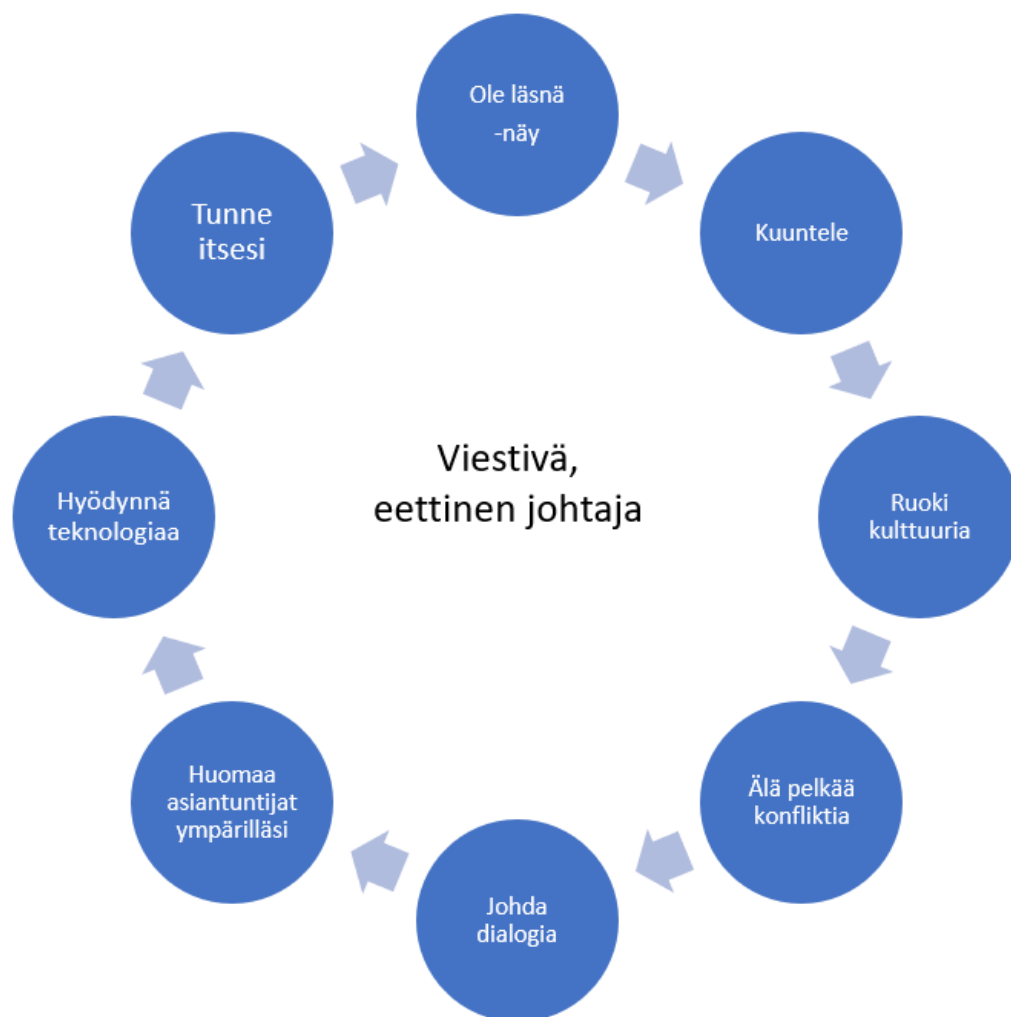 Ole läsnä
-näy
Kuuntele
Ruoki
kulttuuria
Älä pelkää
konfliktia
Johda
dialogia
Huomaa
asiantuntijat
ympärilläsi
Hyödynnä
teknologiaa
Tunne
itsesi
Viestivä,
eettinen johtaja